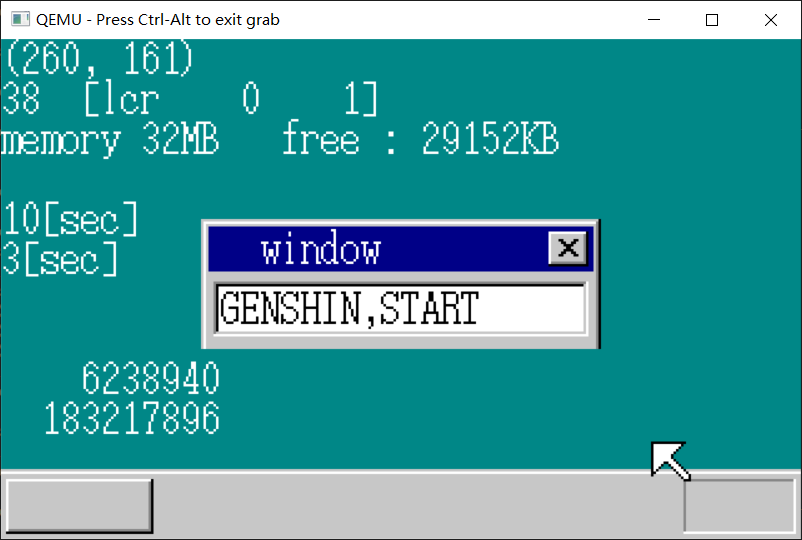 QEMU - Press Ctrl-Alt to exit grab
(260, 161)
38 [lcr 0 1]
memory 32MB free : 29152KB
10[sec]
3[sec]
window
GENSHIN,START
6238940
183217896